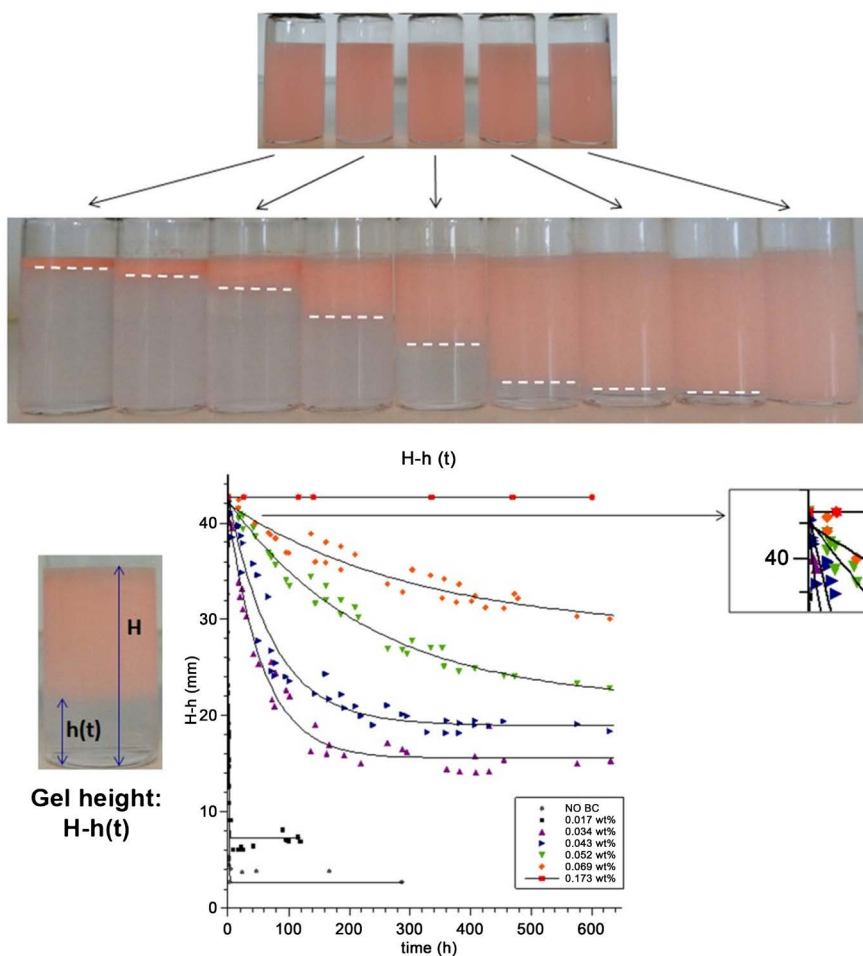 H-h (t)
40
30
20
10
0
H-h (mm)
0
100
200
300
400
500
600
time (h)
NO BC
0.017 wt%
0.034 wt%
0.043 wt%
0.052 wt%
0.069 wt%
0.173 wt%
40
H
h(t)
Gel height:
H-h(t)